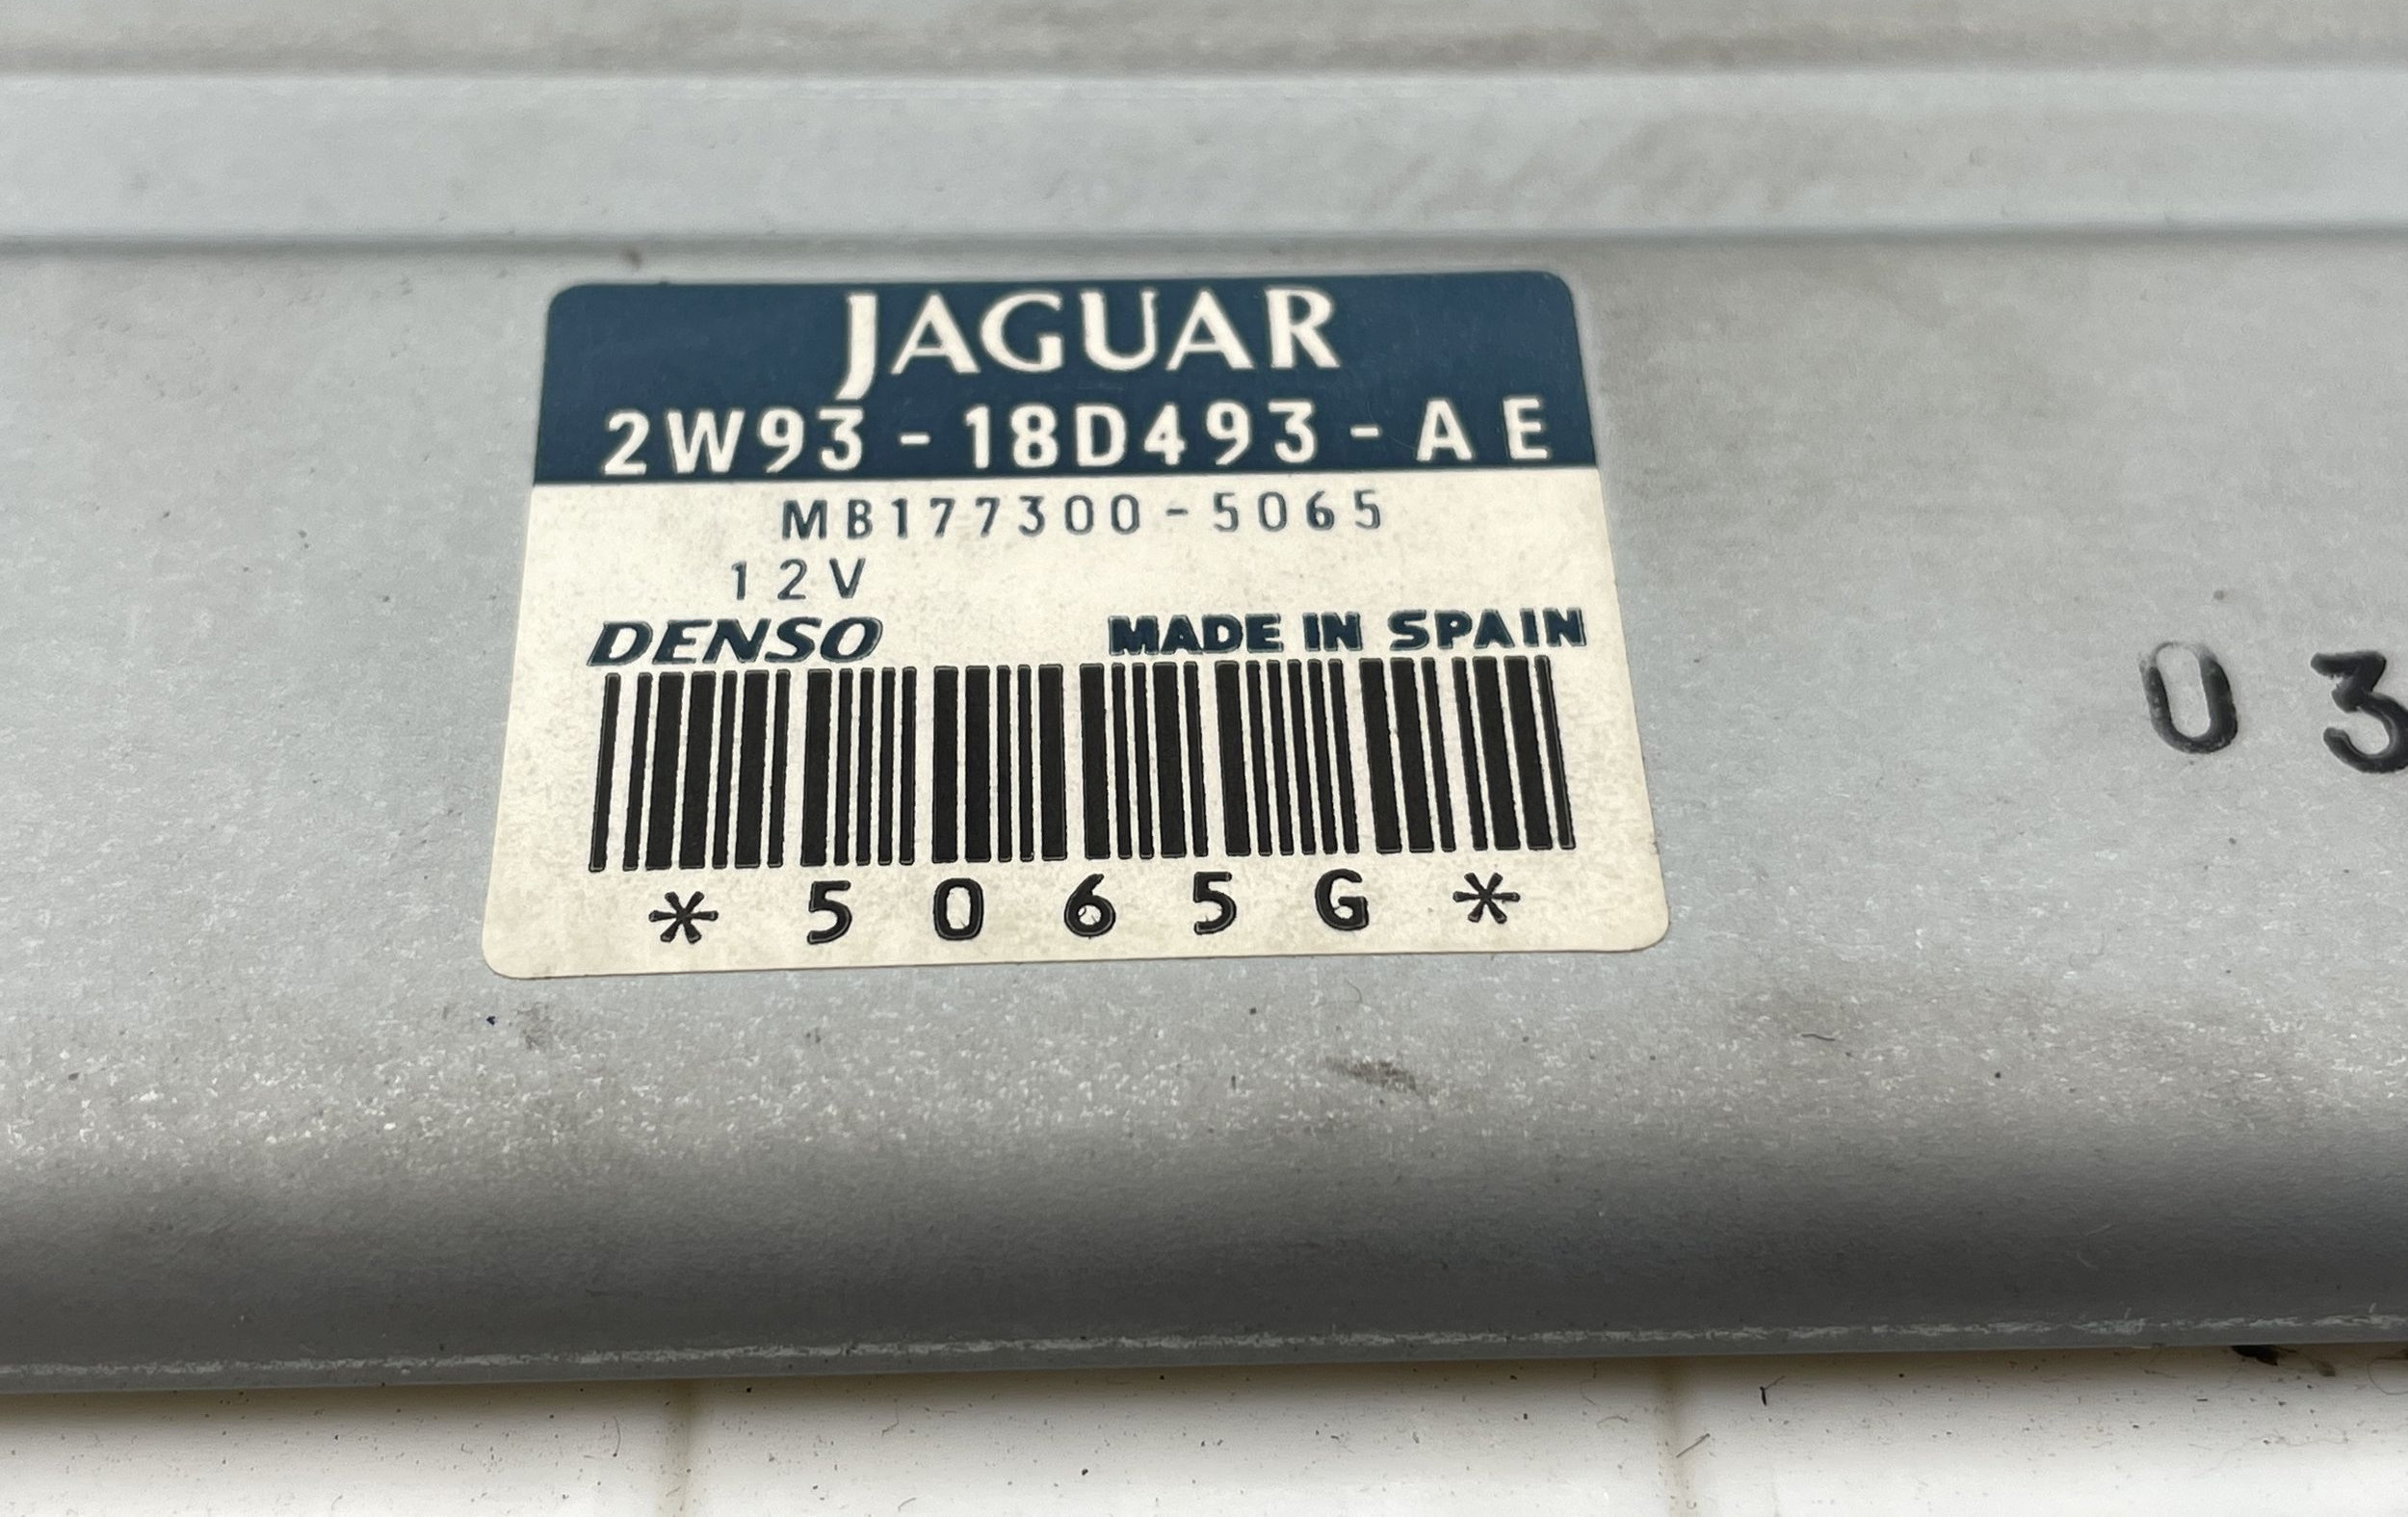 JAGUAR
2W93-18D493-AE
MB177300-5065
12V
DENSO MADE IN SPAIN
*5065G*
03